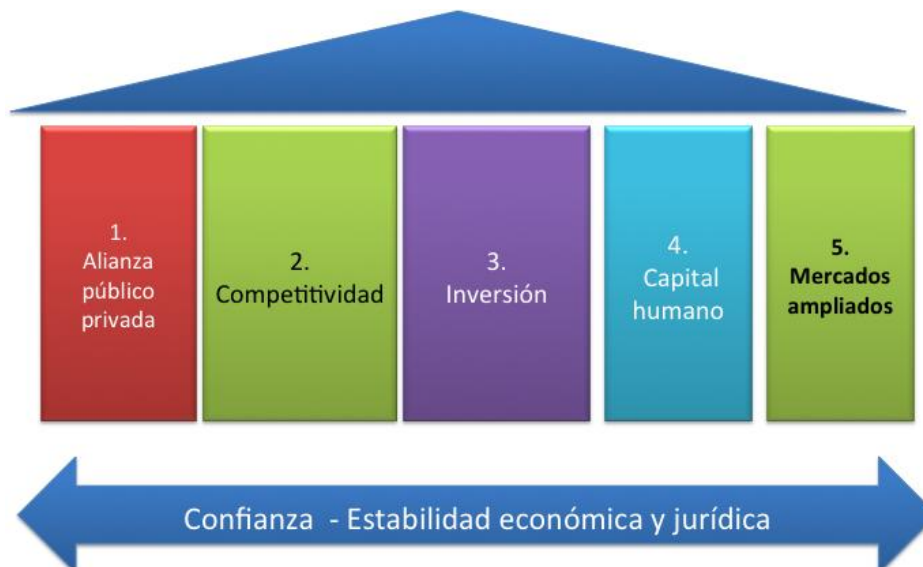 1.
Alianza
público
privada
2.
Competitividad
3.
Inversión
4.
Capital
humano
5.
Mercados
ampliados
Confianza - Estabilidad económica y jurídica